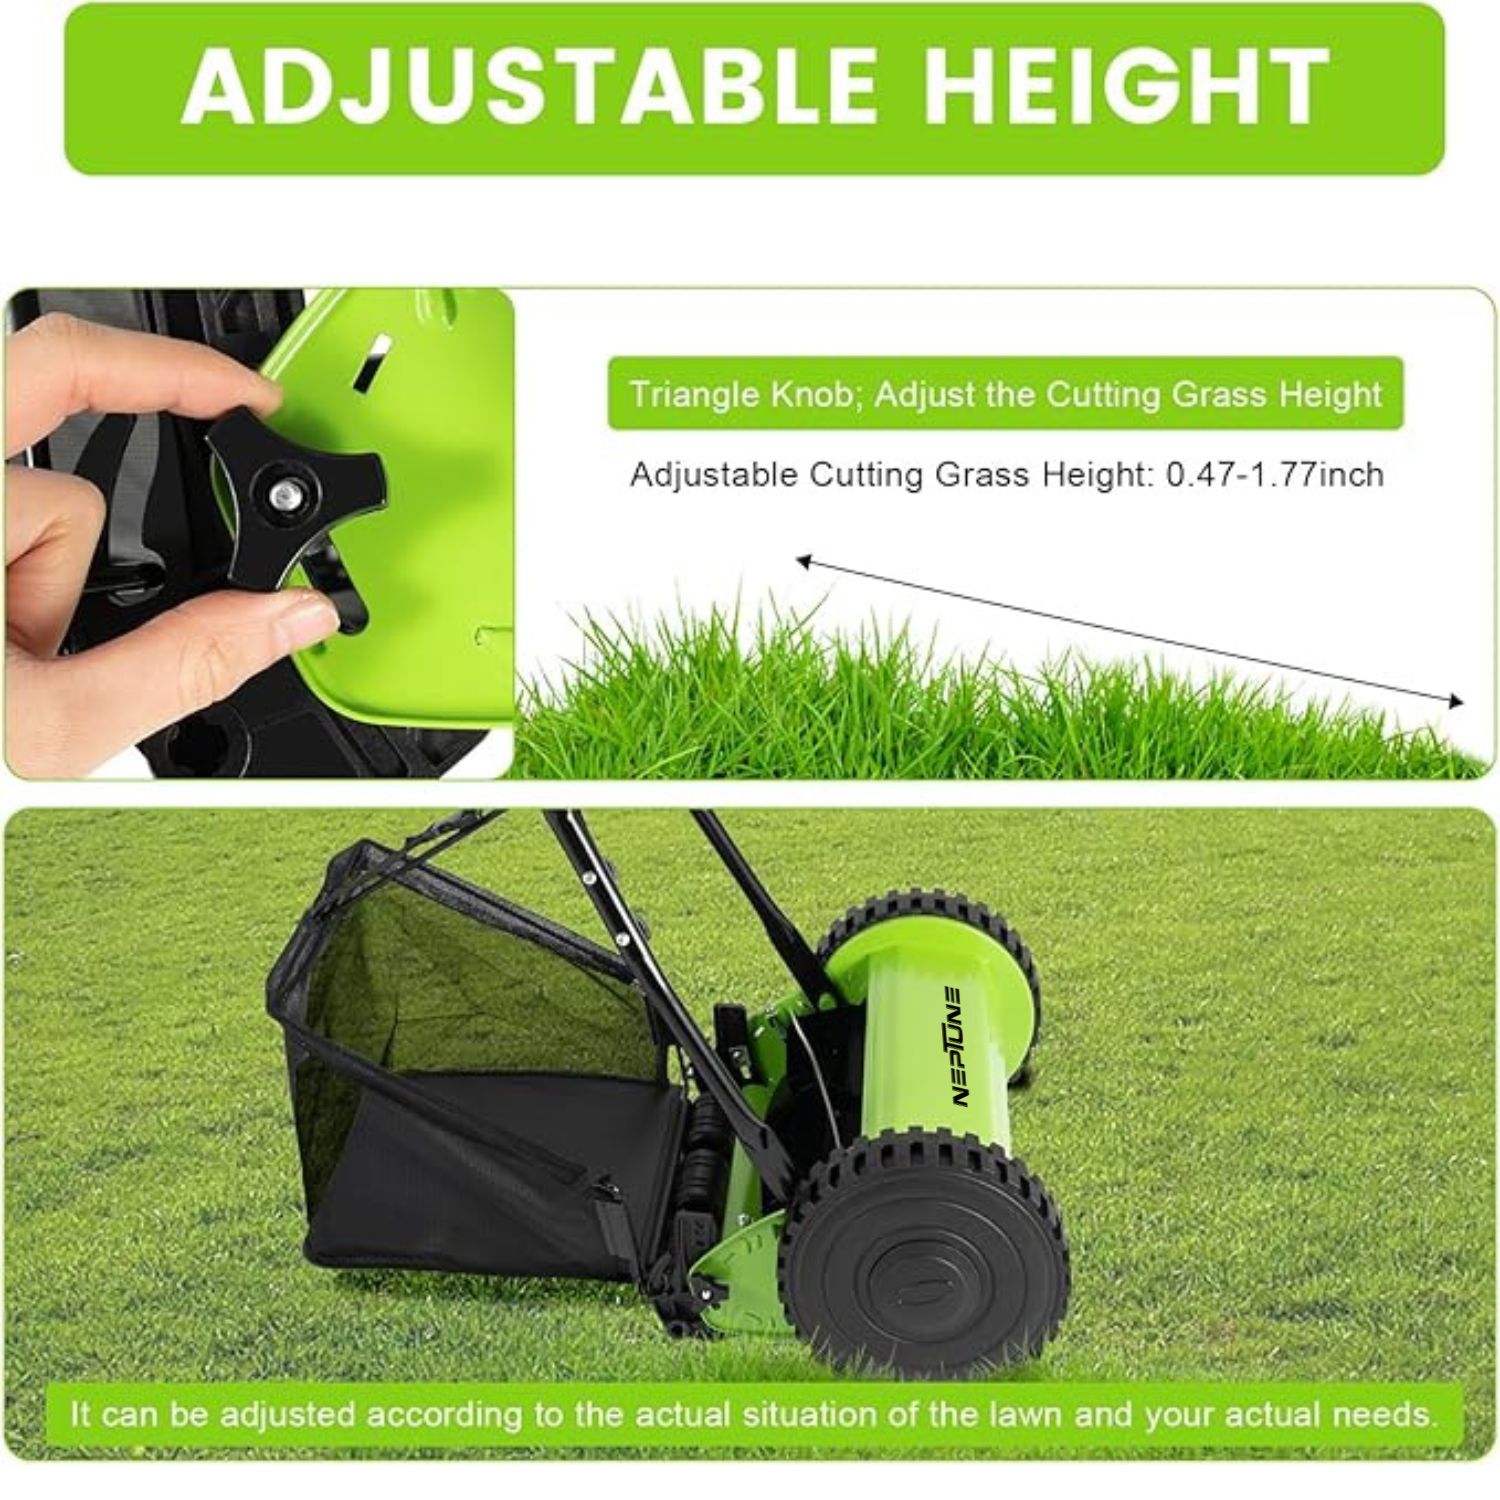 ADJUSTABLE HEIGHT
Triangle Knob; Adjust the Cutting Grass Height
Adjustable Cutting Grass Height: 0.47-1.77inch
NEPTUNE
It can be adjusted according to the actual situation of the lawn and your actual needs.